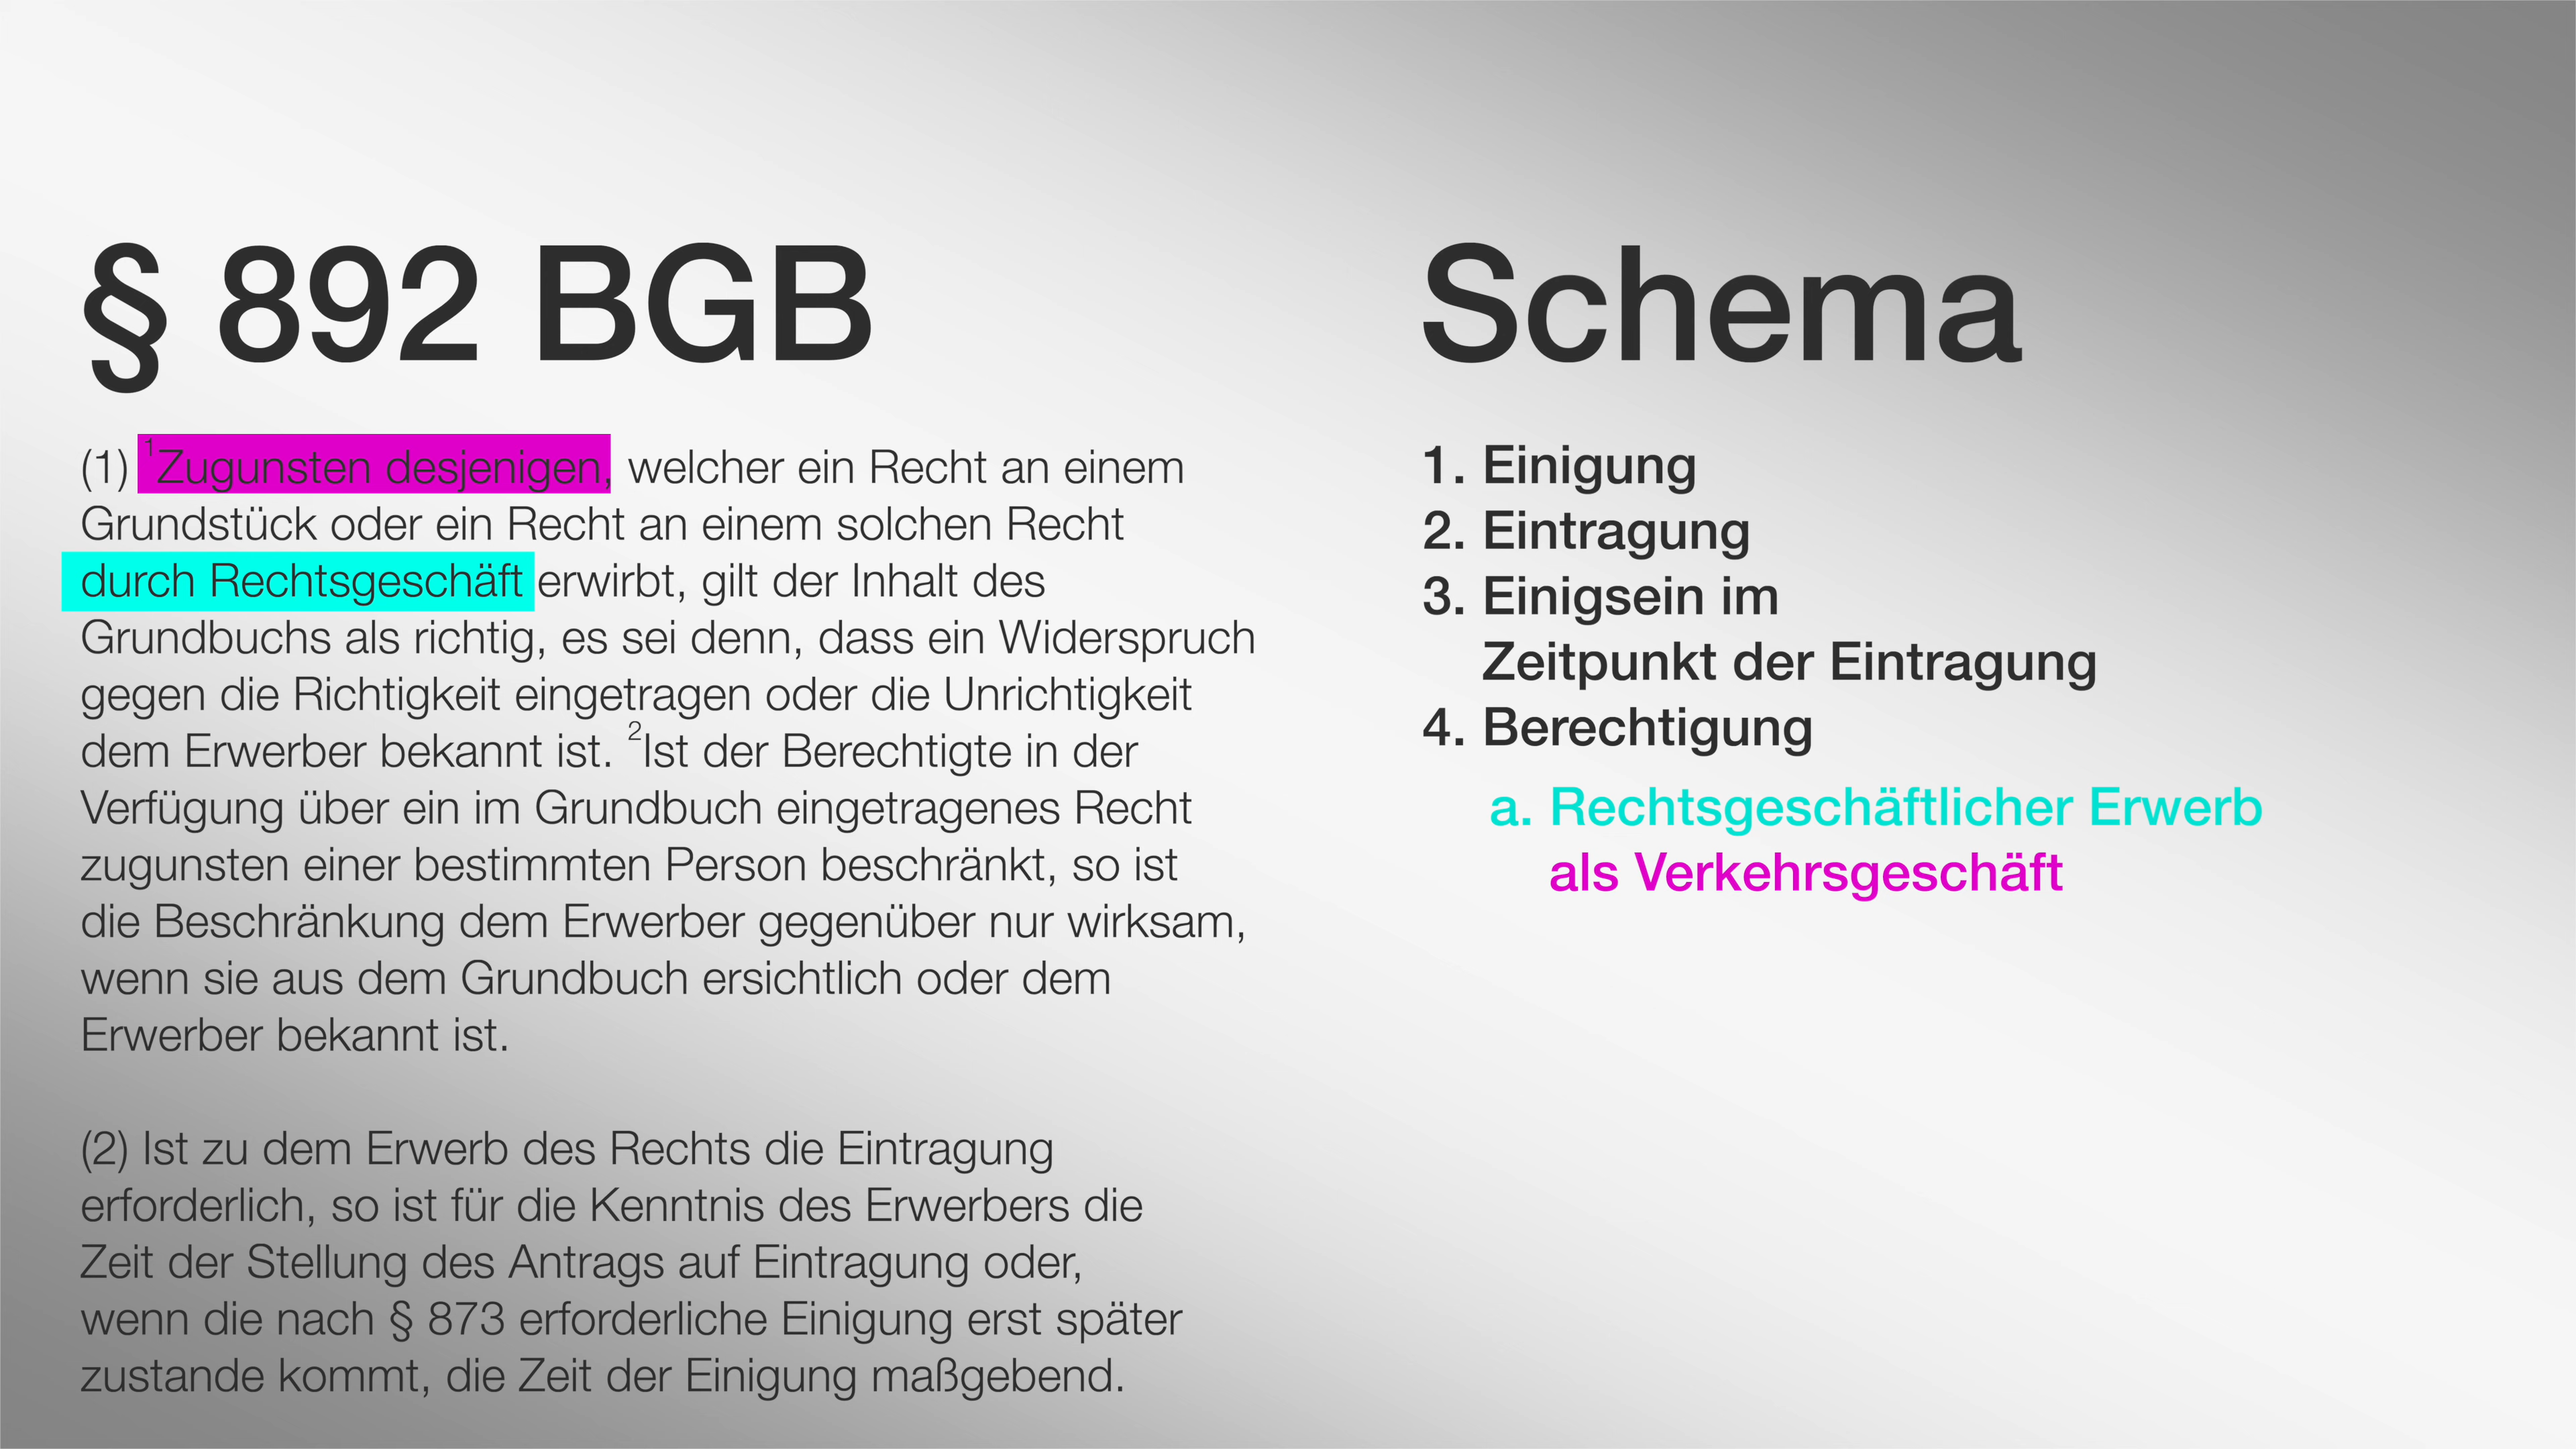 § 892 BGB
(1) ¹Zugunsten desjenigen, welcher ein Recht an einem
Grundstück oder ein Recht an einem solchen Recht
durch Rechtsgeschäft erwirbt, gilt der Inhalt des
Grundbuchs als richtig, es sei denn, dass ein Widerspruch
gegen die Richtigkeit eingetragen oder die Unrichtigkeit
dem Erwerber bekannt ist. ²Ist der Berechtigte in der
Verfügung über ein im Grundbuch eingetragenes Recht
zugunsten einer bestimmten Person beschränkt, so ist
die Beschränkung dem Erwerber gegenüber nur wirksam,
wenn sie aus dem Grundbuch ersichtlich oder dem
Erwerber bekannt ist.
(2) Ist zu dem Erwerb des Rechts die Eintragung
erforderlich, so ist für die Kenntnis des Erwerbers die
Zeit der Stellung des Antrags auf Eintragung oder,
wenn die nach § 873 erforderliche Einigung erst später
zustande kommt, die Zeit der Einigung maßgebend.
Schema
1. Einigung
2. Eintragung
3. Einigsein im
Zeitpunkt der Eintragung
4. Berechtigung
a. Rechtsgeschäftlicher Erwerb
als Verkehrsgeschäft